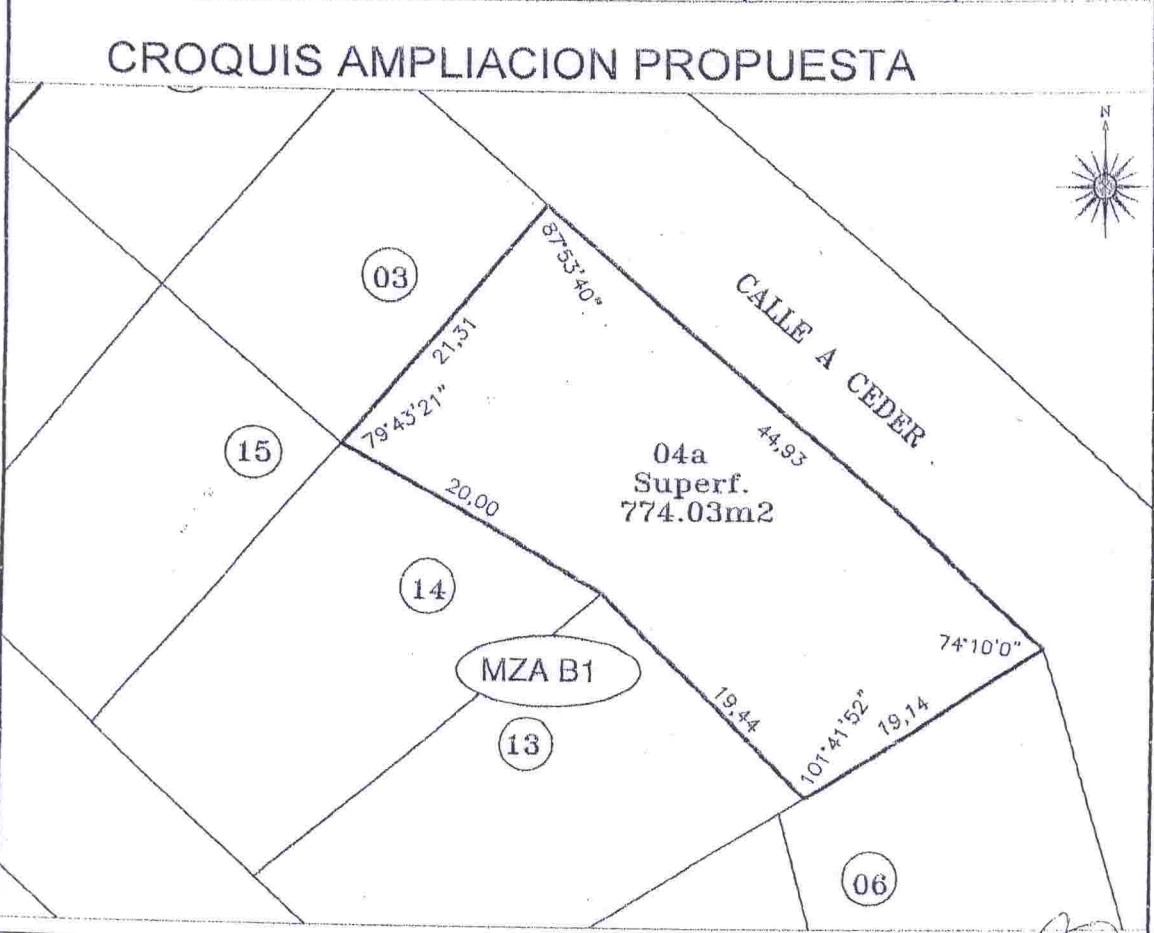 CROQUIS AMPLIACION PROPUESTA
N
87°53'40"
03
CALLE A CEDER
21,31
79°43'21"
15
44,93
04a
Superf.
774.03m2
20,00
14
74°10'0"
MZA B1
19,44
101°41'52"
19,14
13
06